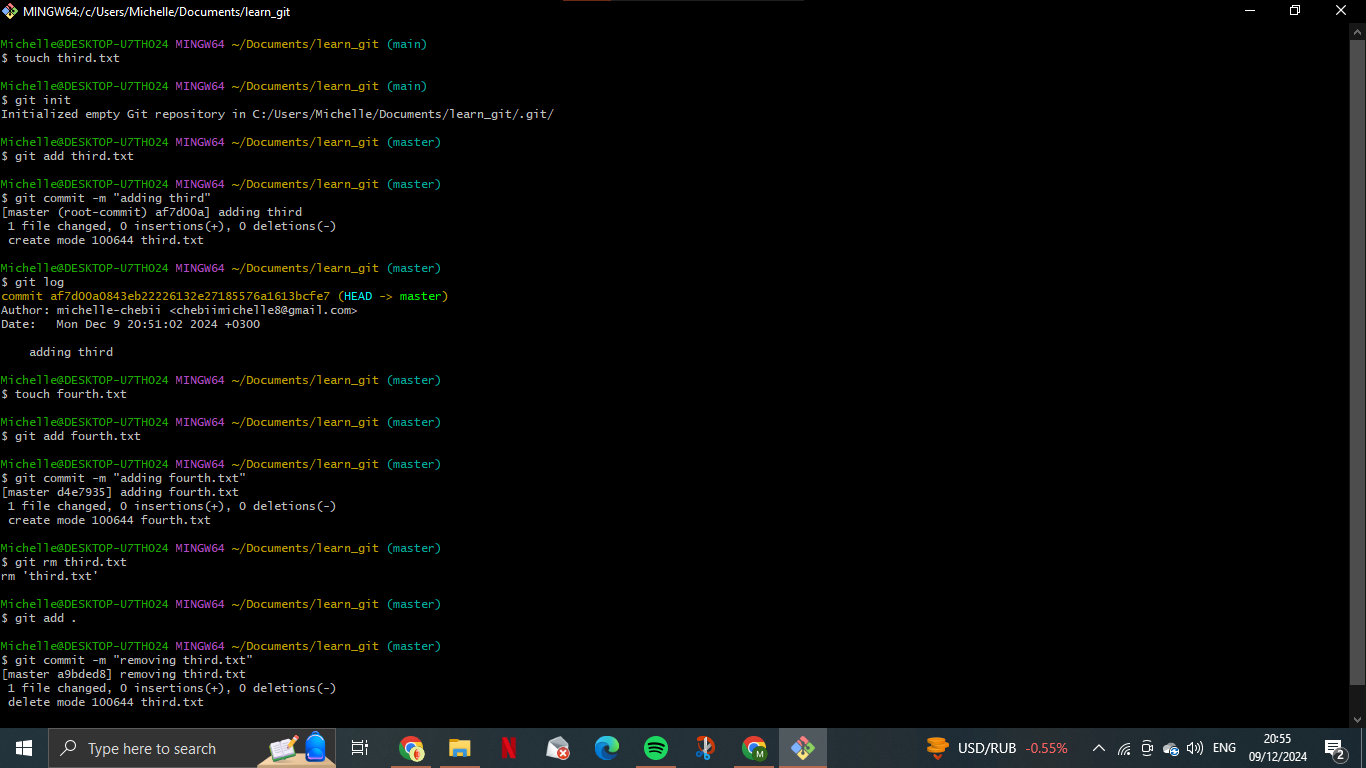 MINGW64:/c/Users/Michelle/Documents/learn_git
Michelle@DESKTOP-U7THO24 MINGW64 ~/Documents/learn_git (main)
$ touch third.txt
Michelle@DESKTOP-U7THO24 MINGW64 ~/Documents/learn_git (main)
$ git init
Initialized empty Git repository in C:/Users/Michelle/Documents/learn_git/.git/
Michelle@DESKTOP-U7THO24 MINGW64 ~/Documents/learn_git (master)
$ git add third.txt
Michelle@DESKTOP-U7THO24 MINGW64 ~/Documents/learn_git (master)
$ git commit -m "adding third"
[master (root-commit) af7d00a] adding third
 1 file changed, 0 insertions(+), 0 deletions(-)
 create mode 100644 third.txt
Michelle@DESKTOP-U7THO24 MINGW64 ~/Documents/learn_git (master)
$ git log
commit af7d00a0843eb22226132e27185576a1613bcfe7 (HEAD -> master)
Author: michelle-chebii <chebiimichelle8@gmail.com>
Date:   Mon Dec 9 20:51:02 2024 +0300
    adding third
Michelle@DESKTOP-U7THO24 MINGW64 ~/Documents/learn_git (master)
$ touch fourth.txt
Michelle@DESKTOP-U7THO24 MINGW64 ~/Documents/learn_git (master)
$ git add fourth.txt
Michelle@DESKTOP-U7THO24 MINGW64 ~/Documents/learn_git (master)
$ git commit -m "adding fourth.txt"
[master d4e7935] adding fourth.txt
 1 file changed, 0 insertions(+), 0 deletions(-)
 create mode 100644 fourth.txt
Michelle@DESKTOP-U7THO24 MINGW64 ~/Documents/learn_git (master)
$ git rm third.txt
rm 'third.txt'
Michelle@DESKTOP-U7THO24 MINGW64 ~/Documents/learn_git (master)
$ git add .
Michelle@DESKTOP-U7THO24 MINGW64 ~/Documents/learn_git (master)
$ git commit -m "removing third.txt"
[master a9bded8] removing third.txt
 1 file changed, 0 insertions(+), 0 deletions(-)
 delete mode 100644 third.txt
Type here to search
USD/RUB -0.55%
ENG
20:55
09/12/2024
2